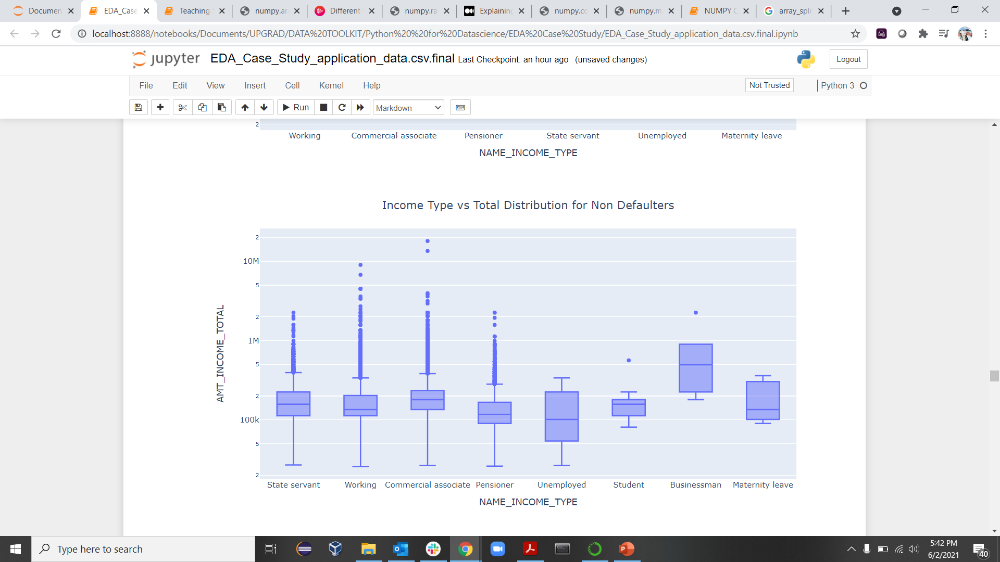 Documen
EDA_Case
Teaching
numpy.ar
Different
numpy.ra
Explaining
numpy.co
numpy.m
NUMPY C
array_spli
localhost:8888/notebooks/Documents/UPGRAD/DATA%20TOOLKIT/Python%20%20for%20Datascience/EDA%20Case%20Study/EDA_Case_Study_application_data.csv.final.ipynb
jupyter EDA_Case_Study_application_data.csv.final Last Checkpoint: an hour ago (unsaved changes)
Logout
File Edit View Insert Cell Kernel Help
Not Trusted
Python 3
Run
Markdown
2
Working Commercial associate Pensioner State servant Unemployed Maternity leave
NAME_INCOME_TYPE
Income Type vs Total Distribution for Non Defaulters
2
10M
5
2
1M
5
2
100k
5
2
AMT_INCOME_TOTAL
State servant Working Commercial associate Pensioner Unemployed Student Businessman Maternity leave
NAME_INCOME_TYPE
Type here to search
5:42 PM
6/2/2021
40